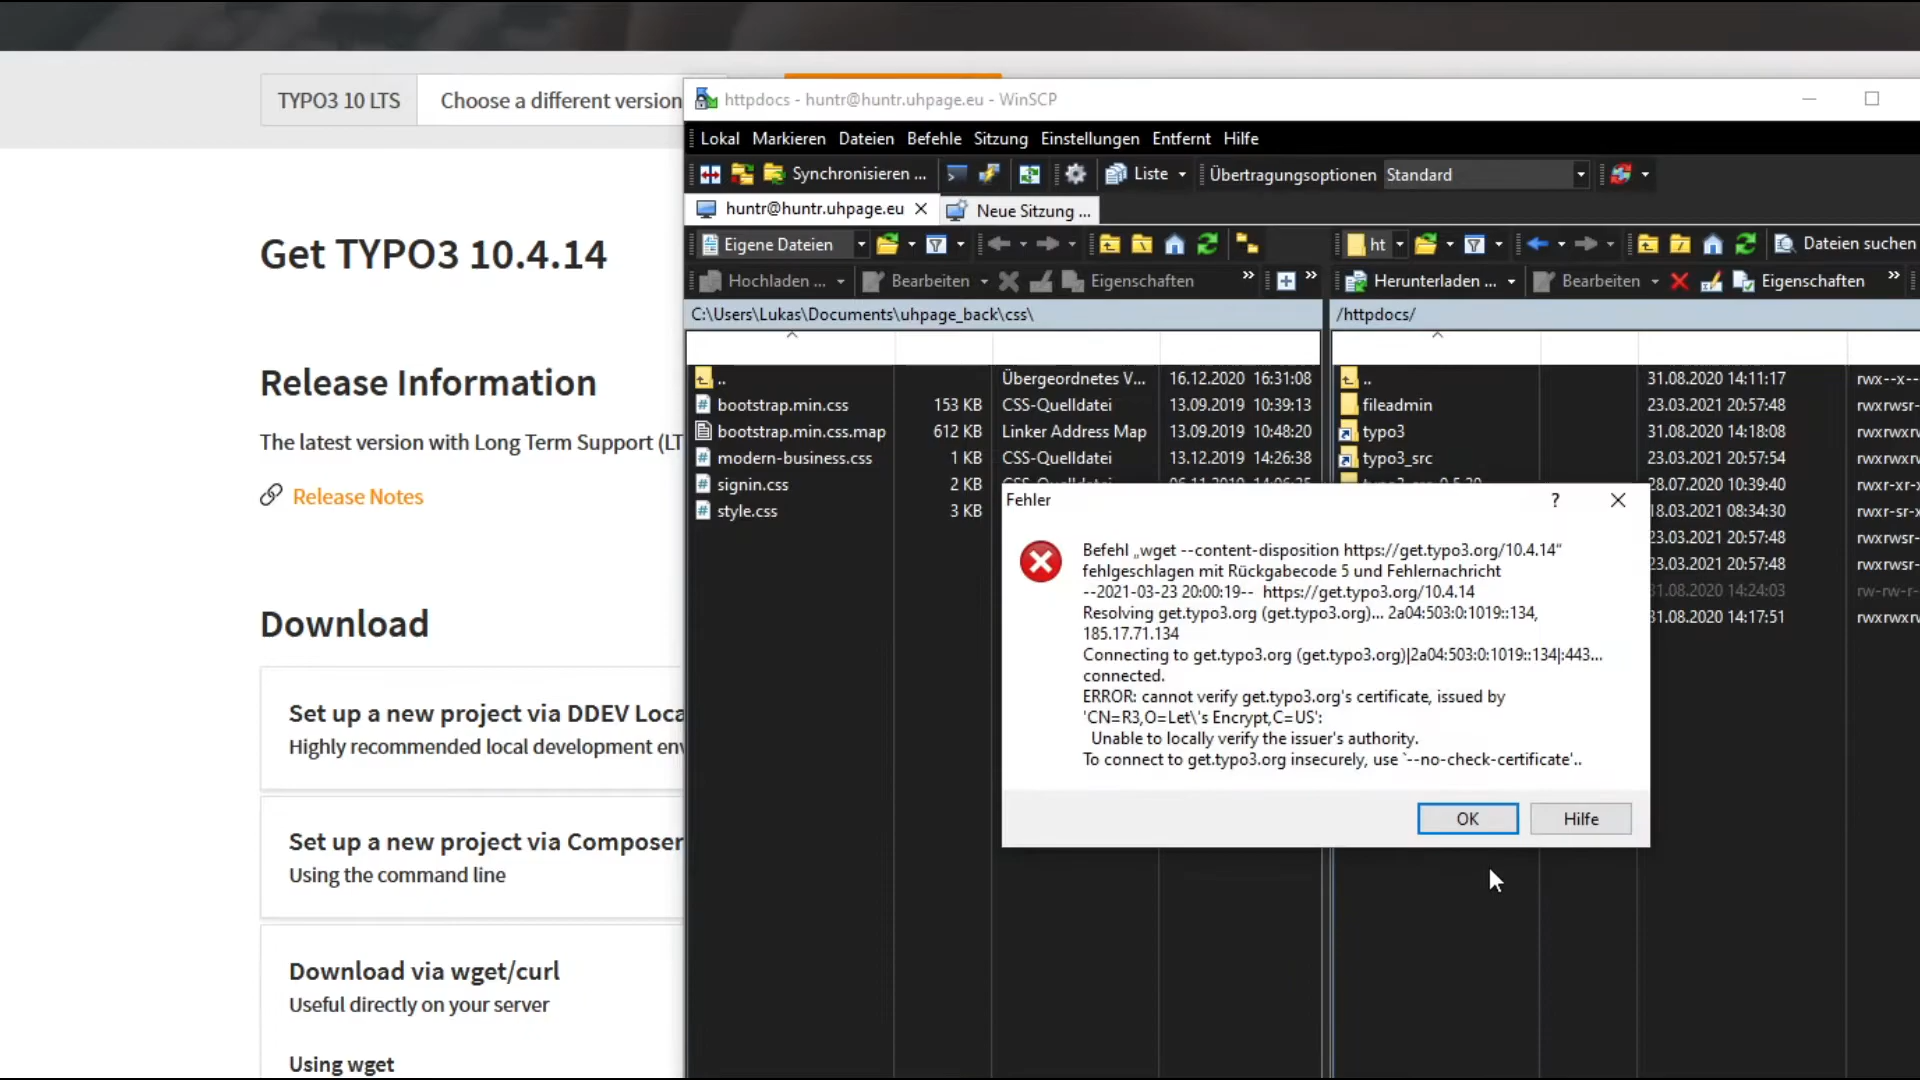 TYPO3 10 LTS
Choose a different version
Get TYPO3 10.4.14
Release Information
The latest version with Long Term Support (LT
Release Notes
Download
Set up a new project via DDEV Loca
Highly recommended local development env
Set up a new project via Composer
Using the command line
Download via wget/curl
Useful directly on your server
Using wget
httpdocs - huntr@huntr.uhpage.eu - WinSCP
Lokal Markieren Dateien Befehle Sitzung Einstellungen Entfernt Hilfe
Synchronisieren ... Liste Übertragungsoptionen Standard
huntr@huntr.uhpage.eu Neue Sitzung ...
Eigene Dateien
Hochladen ... Bearbeiten Eigenschaften
C:\Users\Lukas\Documents\uhpage_back\css\
.. Übergeordnetes V... 16.12.2020 16:31:08
bootstrap.min.css 153 KB CSS-Quelldatei 13.09.2019 10:39:13
bootstrap.min.css.map 612 KB Linker Address Map 13.09.2019 10:48:20
modern-business.css 1 KB CSS-Quelldatei 13.12.2019 14:26:38
signin.css 2 KB
style.css 3 KB
ht Dateien suchen
Herunterladen ... Bearbeiten Eigenschaften
/httpdocs/
.. 31.08.2020 14:11:17 rwx--x--
fileadmin 23.03.2021 20:57:48 rwxrwsr-
typo3 31.08.2020 14:18:08 rwxrwxr
typo3_src 23.03.2021 20:57:54 rwxrwxr
28.07.2020 10:39:40 rwxr-xr-x
18.03.2021 08:34:30 rwxr-sr-x
23.03.2021 20:57:48 rwxrwsr-
23.03.2021 20:57:48 rwxrwsr-
31.08.2020 14:24:03 rw-rw-r--
31.08.2020 14:17:51 rwxrwxrw
Fehler
Befehl „wget --content-disposition https://get.typo3.org/10.4.14“
fehlgeschlagen mit Rückgabecode 5 und Fehlernachricht
--2021-03-23 20:00:19-- https://get.typo3.org/10.4.14
Resolving get.typo3.org (get.typo3.org)... 2a04:503:0:1019::134,
185.17.71.134
Connecting to get.typo3.org (get.typo3.org)|2a04:503:0:1019::134|:443...
connected.
ERROR: cannot verify get.typo3.org's certificate, issued by
'CN=R3,O=Let\'s Encrypt,C=US':
Unable to locally verify the issuer's authority.
To connect to get.typo3.org insecurely, use `--no-check-certificate'..
OK
Hilfe